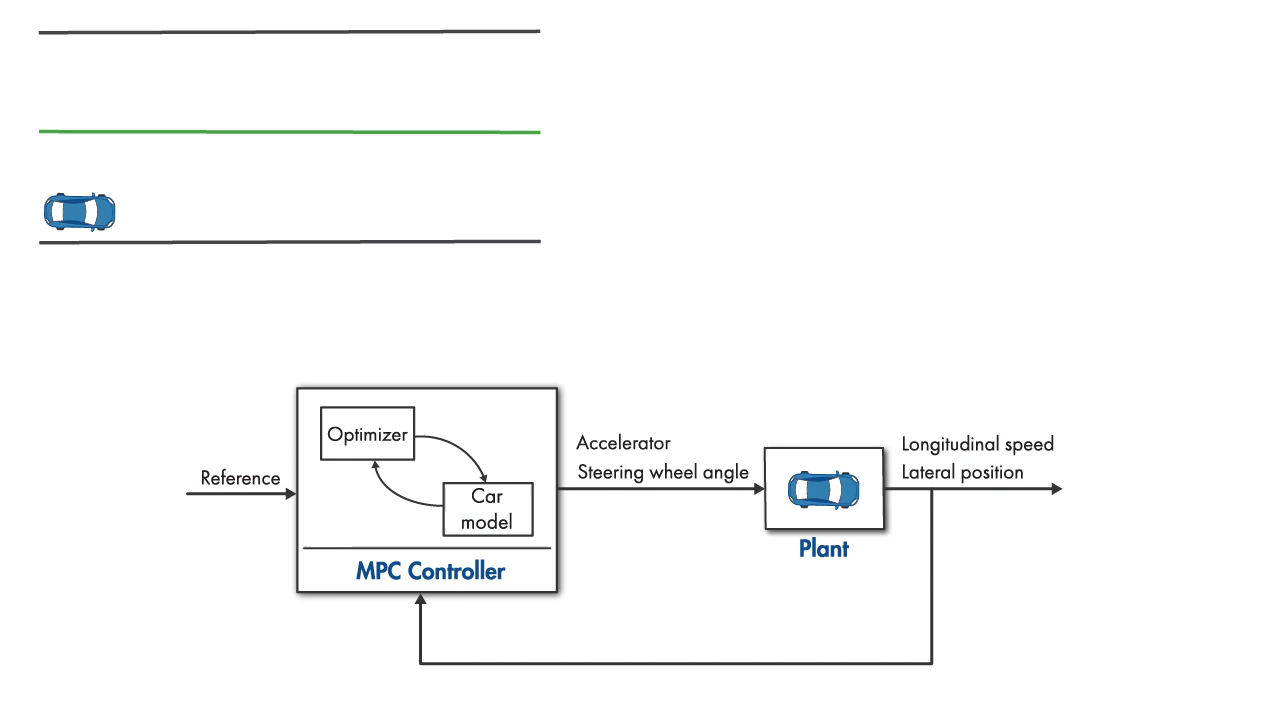 Optimizer
Car
model
MPC Controller
Reference
Accelerator
Steering wheel angle
Plant
Longitudinal speed
Lateral position